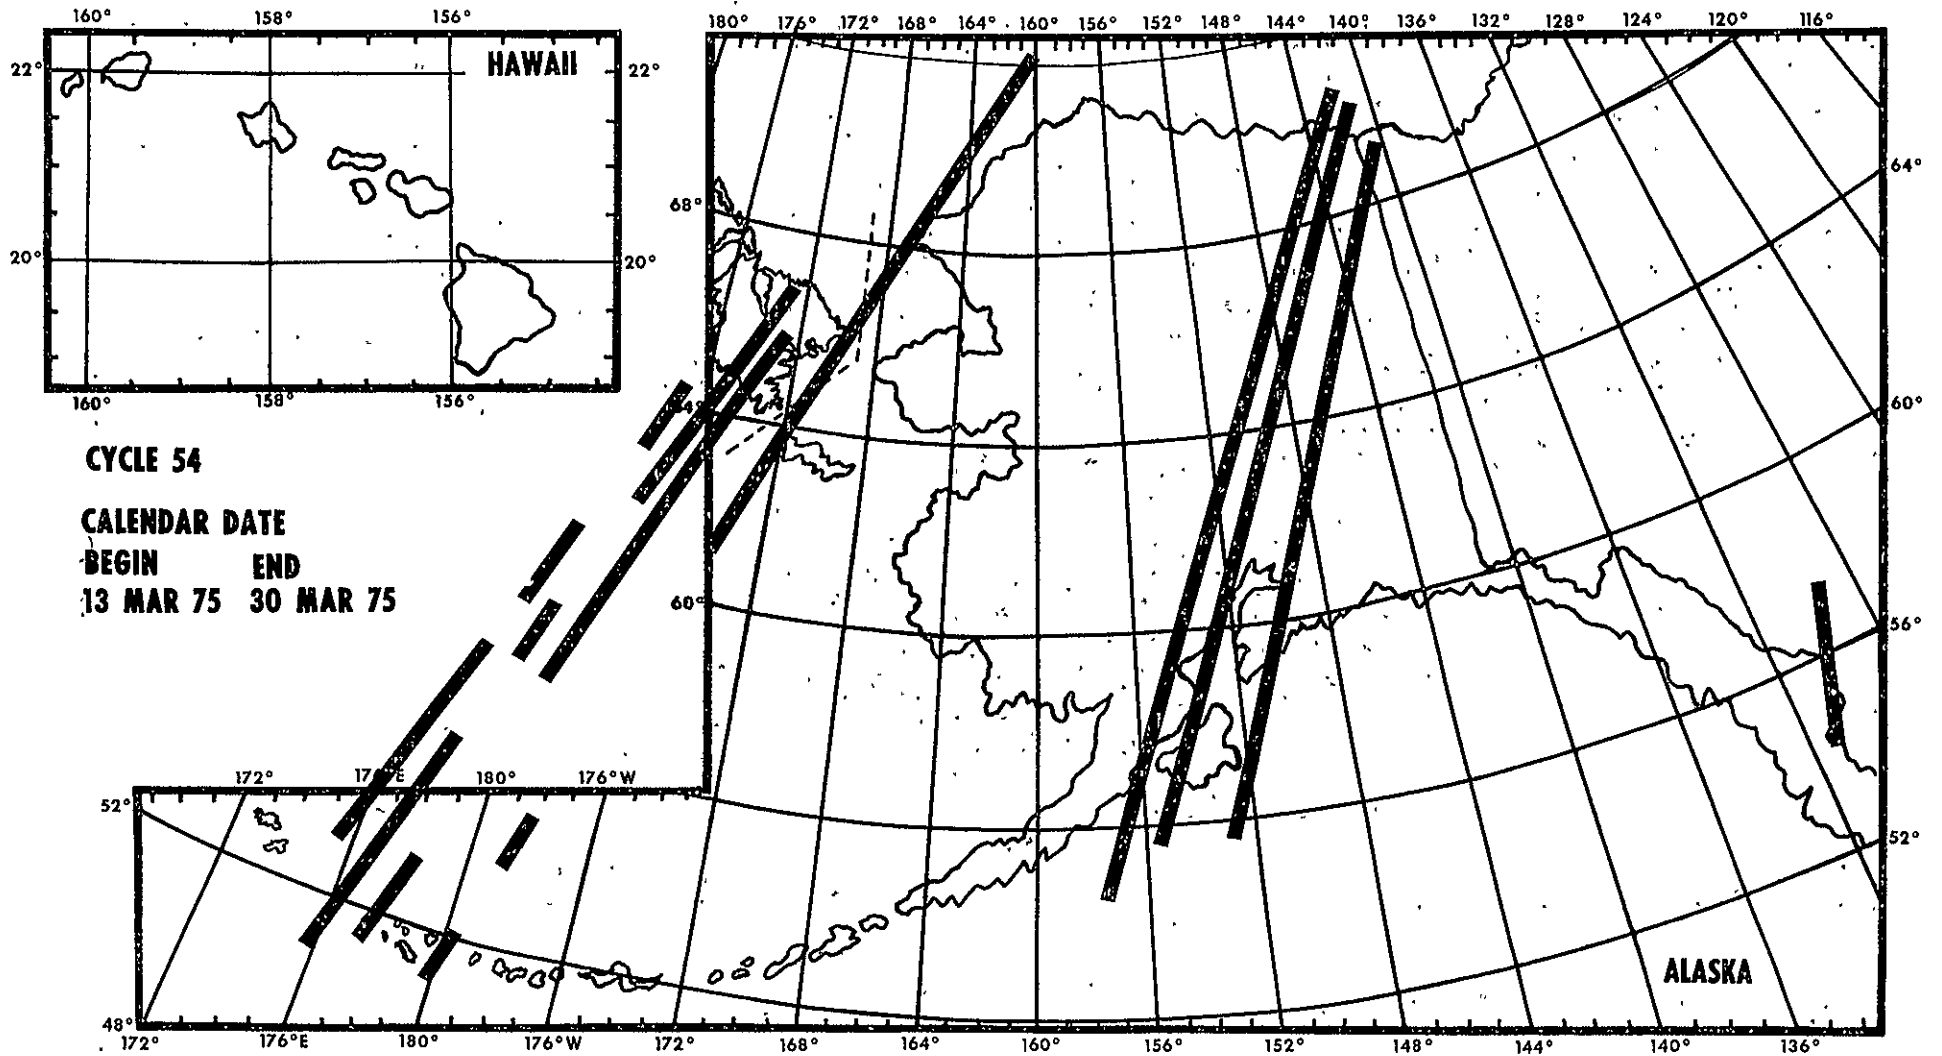 160° 158° 156°
180° 176° 172° 168° 164° 160° 156° 152° 148° 144° 140° 136° 132° 128° 124° 120° 116°
HAWAII
22° 22°
64°
68°
20° 20°
160° 158° 156°
64°
60°
CYCLE 54
CALENDAR DATE
BEGIN END
13 MAR 75 30 MAR 75
60°
56°
172° 176°E 180° 176°W
52°
52°
ALASKA
48°
172° 176°E 180° 176°W 172° 168° 164° 160° 156° 152° 148° 144° 140° 136°